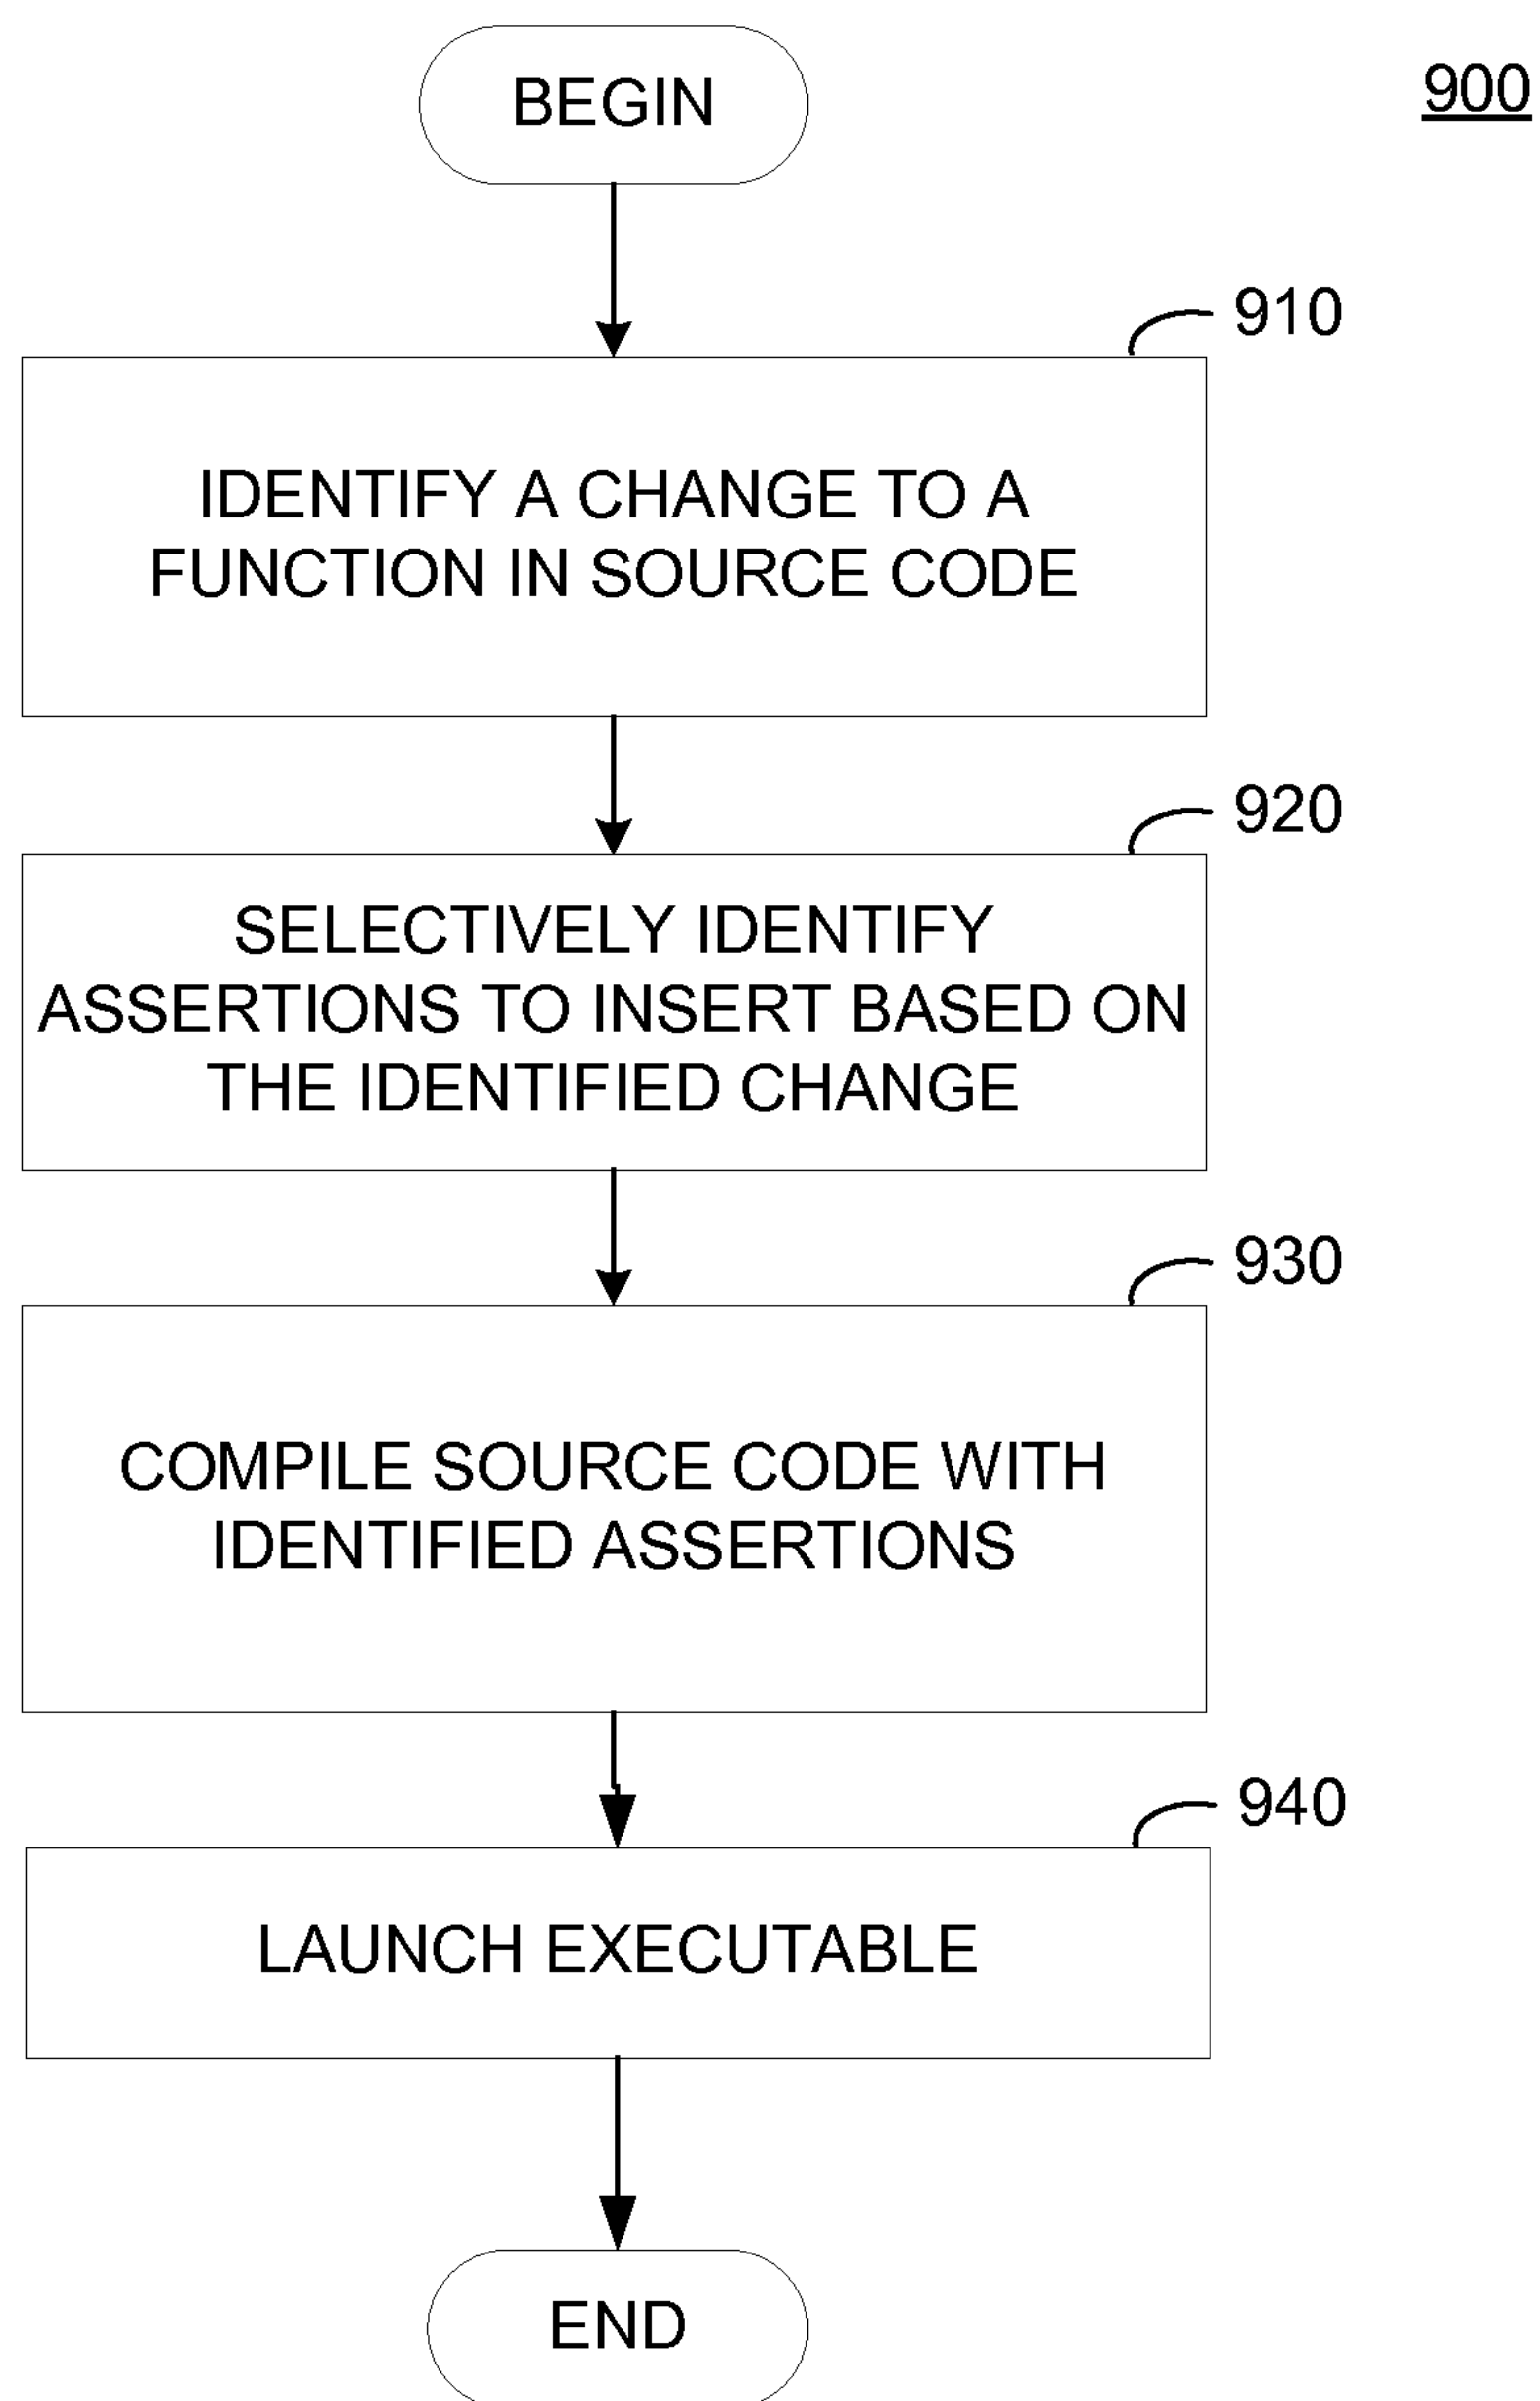 BEGIN
900
910
IDENTIFY A CHANGE TO A
FUNCTION IN SOURCE CODE
920
SELECTIVELY IDENTIFY
ASSERTIONS TO INSERT BASED ON
THE IDENTIFIED CHANGE
930
COMPILE SOURCE CODE WITH
IDENTIFIED ASSERTIONS
940
LAUNCH EXECUTABLE
END